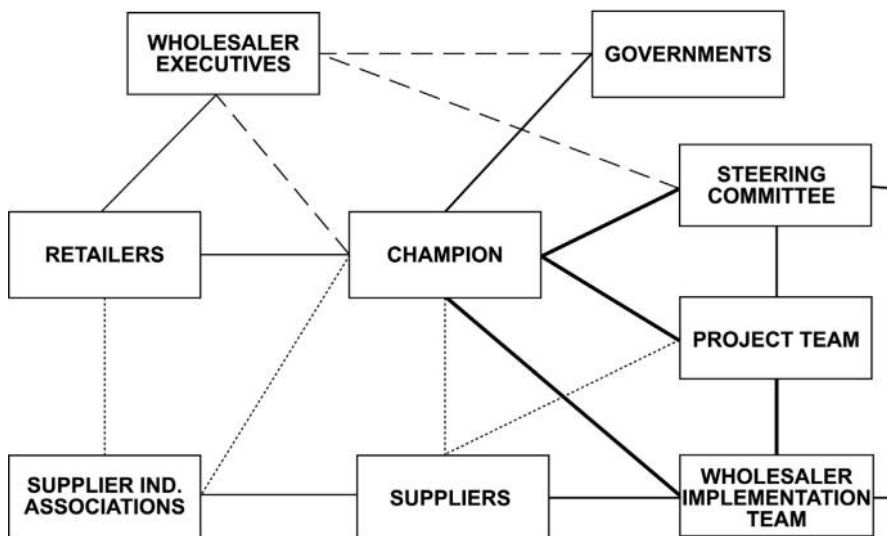 WHOLESALER
EXECUTIVES
GOVERNMENTS
STEERING
COMMITTEE
RETAILERS
CHAMPION
PROJECT TEAM
SUPPLIER IND.
ASSOCIATIONS
SUPPLIERS
WHOLESALER
IMPLEMENTATION
TEAM